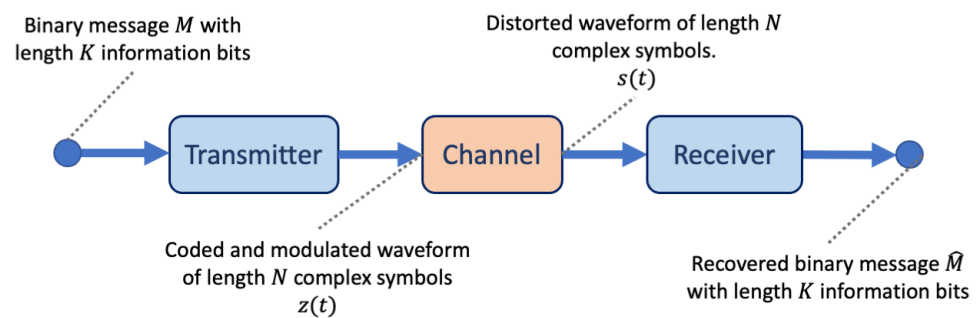 Binary message M with
length K information bits
Distorted waveform of length N
complex symbols.
s(t)
Transmitter
Channel
Receiver
Coded and modulated waveform
of length N complex symbols
z(t)
Recovered binary message M̂
with length K information bits